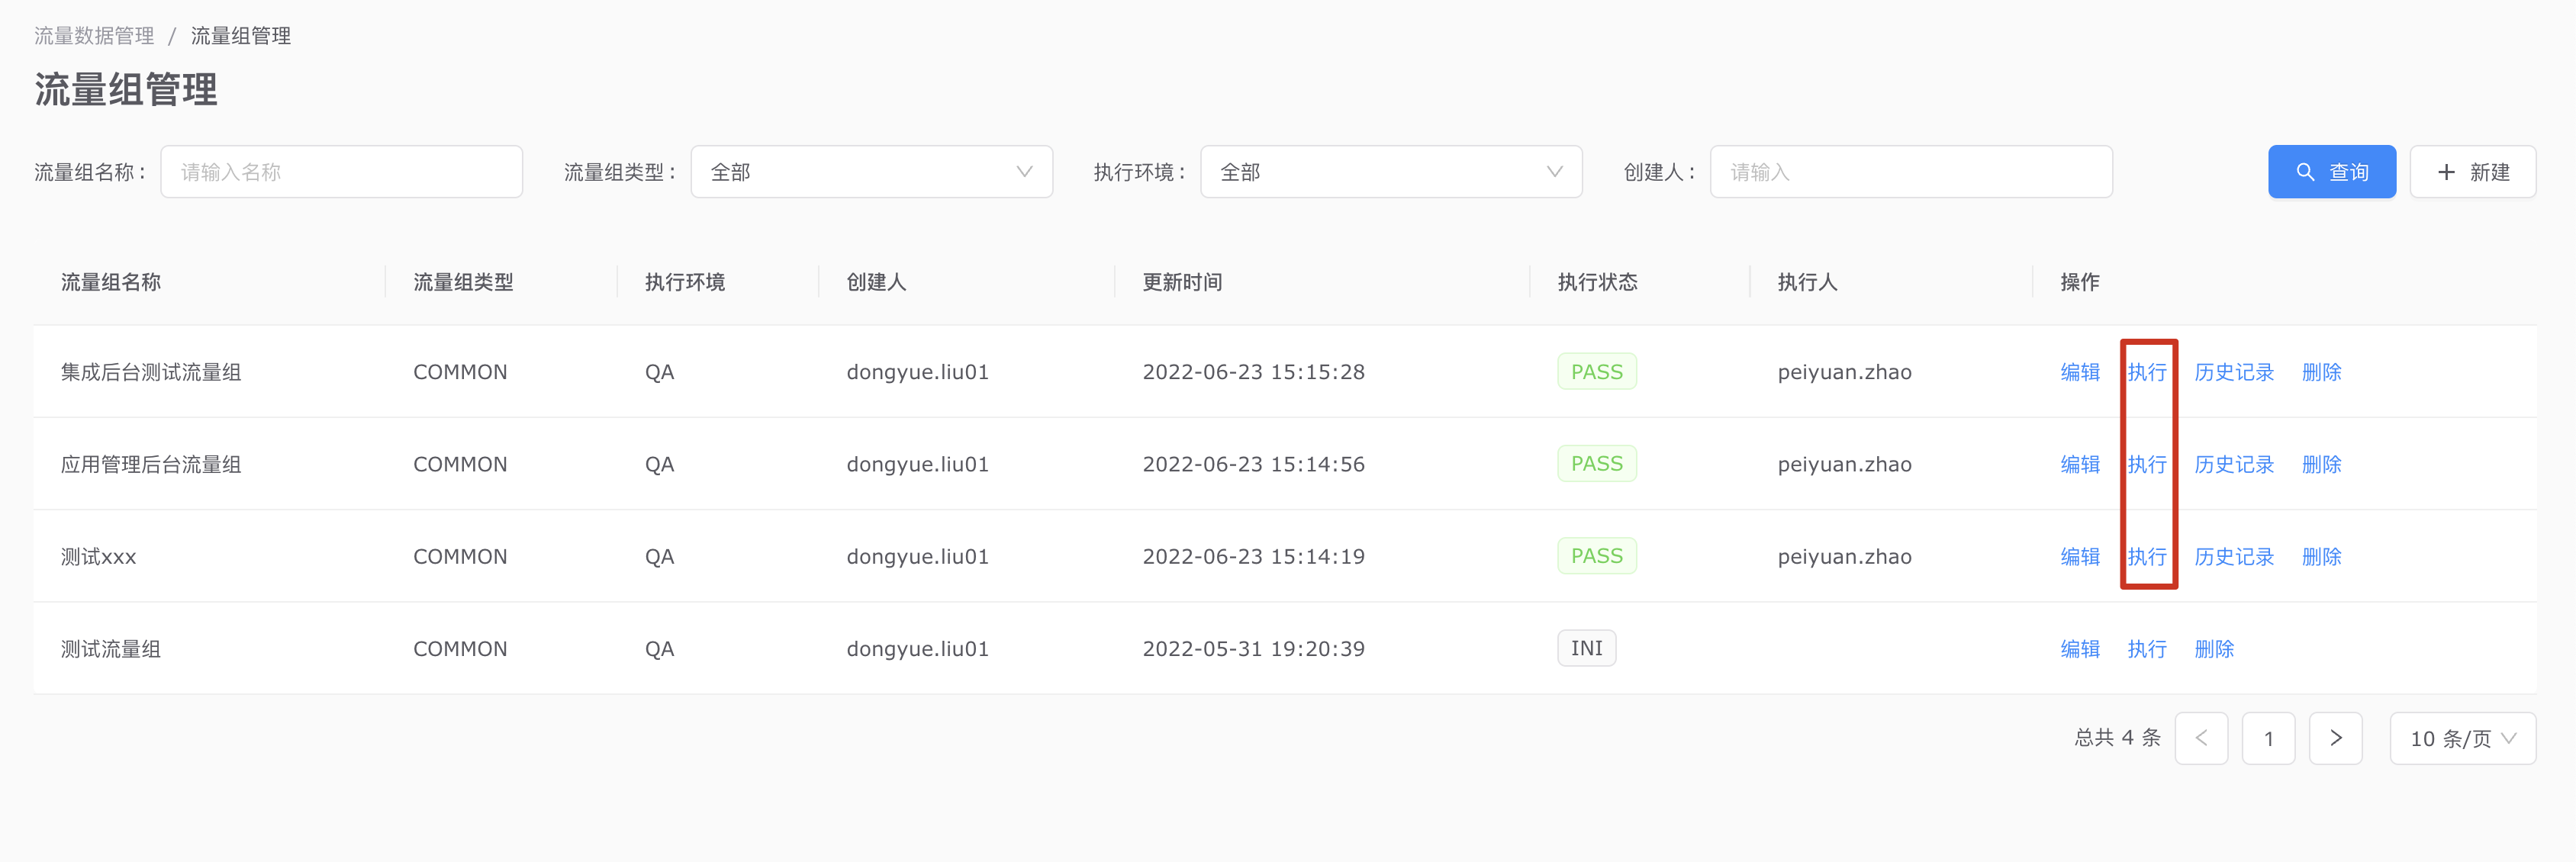 流量数据管理 / 流量组管理
流量组管理
流量组名称： 请输入名称 流量组类型： 全部 执行环境： 全部 创建人： 请输入 查询 新建
流量组名称 流量组类型 执行环境 创建人 更新时间 执行状态 执行人 操作
集成后台测试流量组 COMMON QA dongyue.liu01 2022-06-23 15:15:28 PASS peiyuan.zhao 编辑 执行 历史记录 删除
应用管理后台流量组 COMMON QA dongyue.liu01 2022-06-23 15:14:56 PASS peiyuan.zhao 编辑 执行 历史记录 删除
测试xxx COMMON QA dongyue.liu01 2022-06-23 15:14:19 PASS peiyuan.zhao 编辑 执行 历史记录 删除
测试流量组 COMMON QA dongyue.liu01 2022-05-31 19:20:39 INI 编辑 执行 删除
总共 4 条 < 1 > 10 条/页